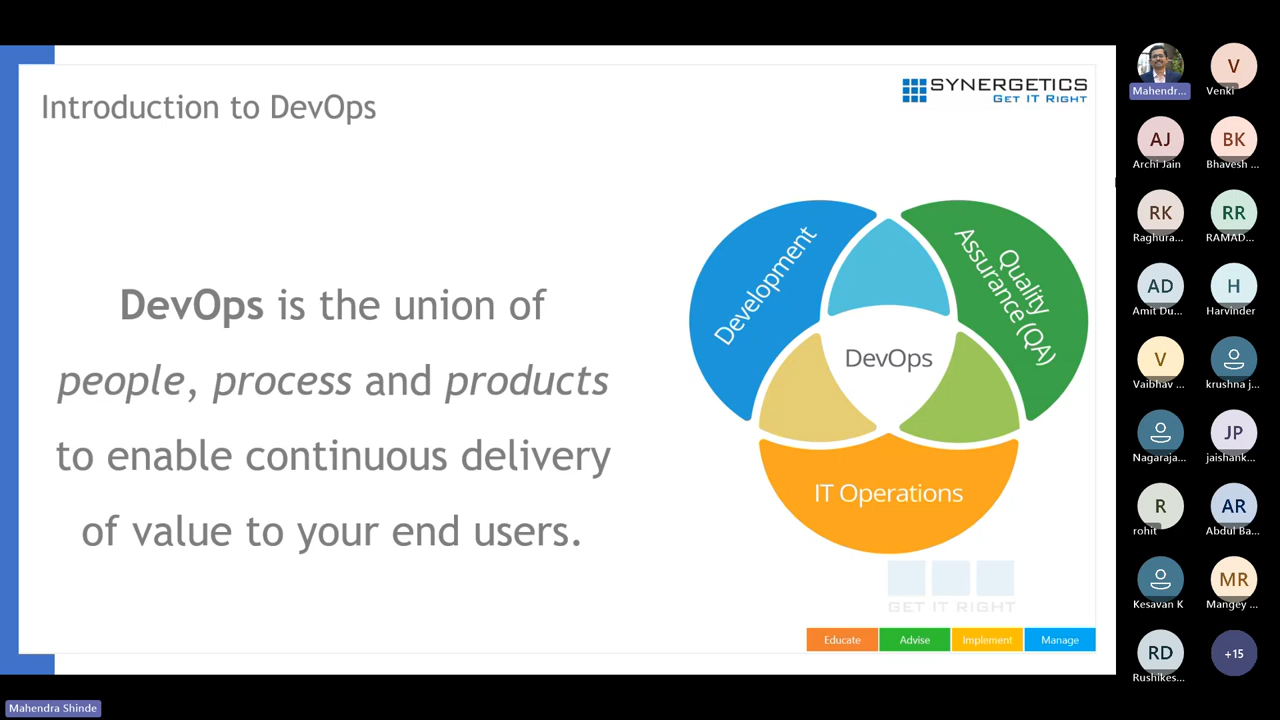 Introduction to DevOps
SYNERGETICS
GET IT RIGHT
DevOps is the union of
people, process and products
to enable continuous delivery
of value to your end users.
Development
Quality
Assurance (QA)
DevOps
IT Operations
GET IT RIGHT
Educate
Advise
Implement
Manage
Mahendr...
V
Venki
AJ
Archi Jain
BK
Bhavesh ...
RK
Raghura...
RR
RAMAD...
AD
Amit Du...
H
Harvinder
V
Vaibhav ...
krushna j...
Nagaraja...
JP
jaishank...
R
rohit
AR
Abdul Ba...
Kesavan K
MR
Mangey ...
RD
Rushikes...
+15
Mahendra Shinde